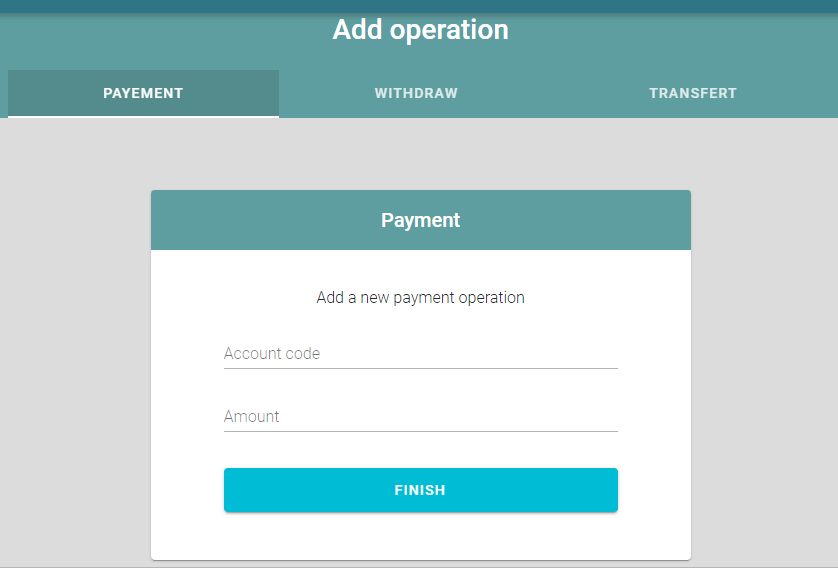 Add operation
PAYEMENT WITHDRAW TRANSFERT
Payment
Add a new payment operation
Account code
Amount
FINISH